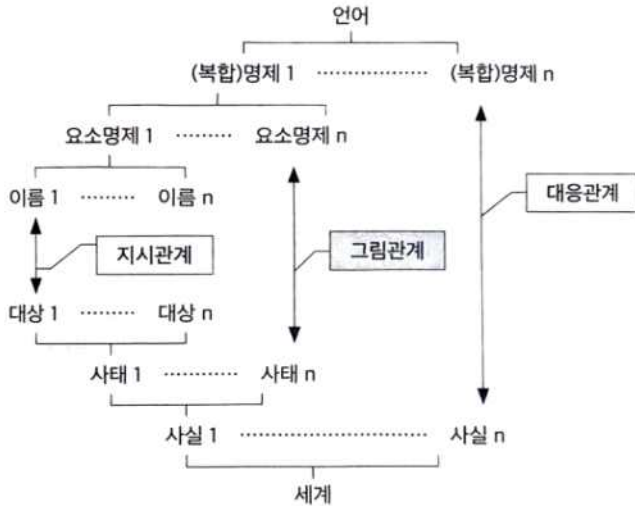 언어
(복합)명제 1 ············ (복합)명제 n
요소명제 1 ········ 요소명제 n
이름 1 ········ 이름 n
대응관계
지시관계
그림관계
대상 1 ········ 대상 n
사태 1 ··········· 사태 n
사실 1 ······························ 사실 n
세계